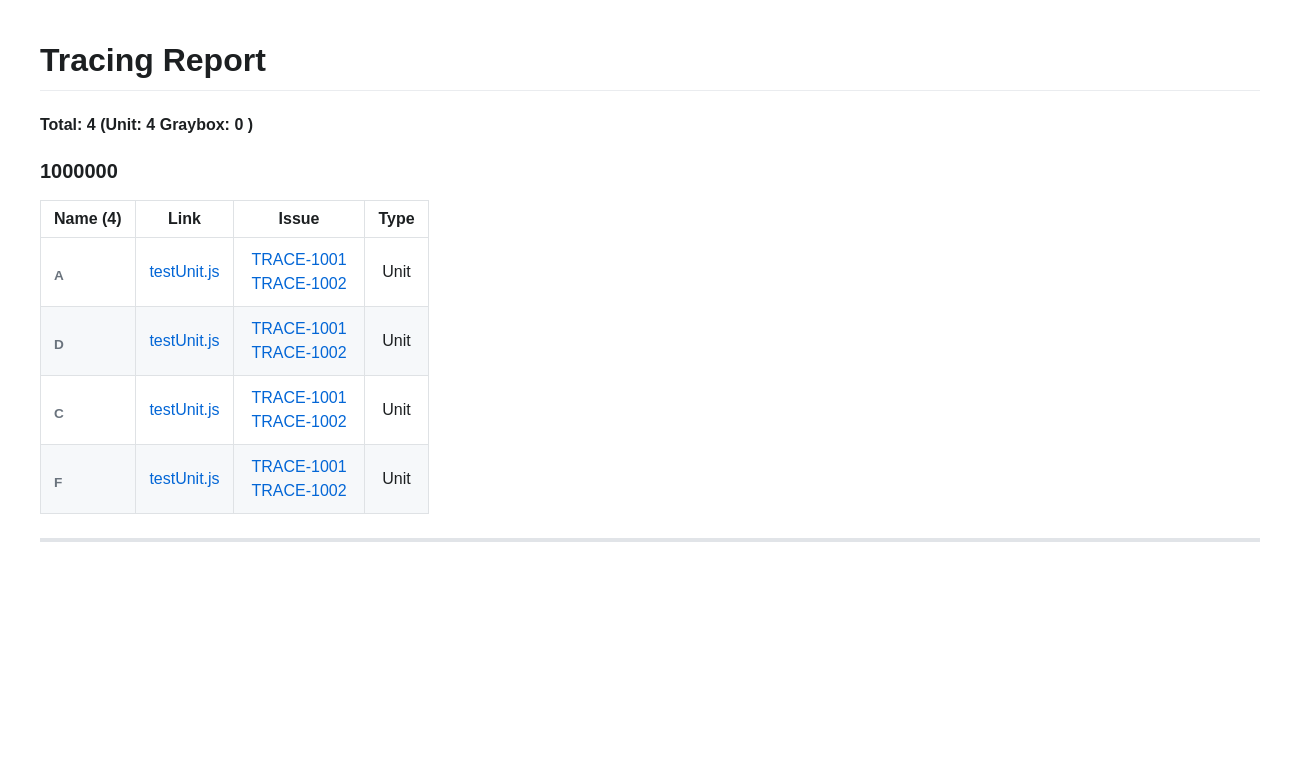 Tracing Report
Total: 4 (Unit: 4 Graybox: 0 )
1000000
Name (4) Link Issue Type
A testUnit.js TRACE-1001 Unit
TRACE-1002
D testUnit.js TRACE-1001 Unit
TRACE-1002
C testUnit.js TRACE-1001 Unit
TRACE-1002
F testUnit.js TRACE-1001 Unit
TRACE-1002